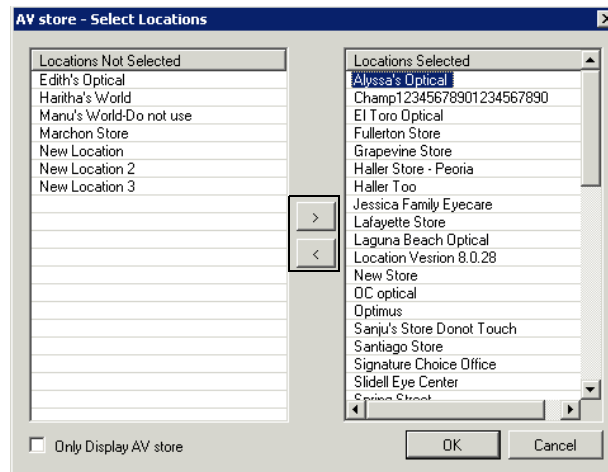 AV store - Select Locations
Locations Not Selected
Edith's Optical
Haritha's World
Manu's World-Do not use
Marchon Store
New Location
New Location 2
New Location 3
>
<
Locations Selected
Alyssa's Optical
Champ12345678901234567890
El Toro Optical
Fullerton Store
Grapevine Store
Haller Store - Peoria
Haller Too
Jessica Family Eyecare
Lafayette Store
Laguna Beach Optical
Location Vesrion 8.0.28
New Store
OC optical
Optimus
Sanju's Store Donot Touch
Santiago Store
Signature Choice Office
Slidell Eye Center
Spring Street
Only Display AV store
OK
Cancel